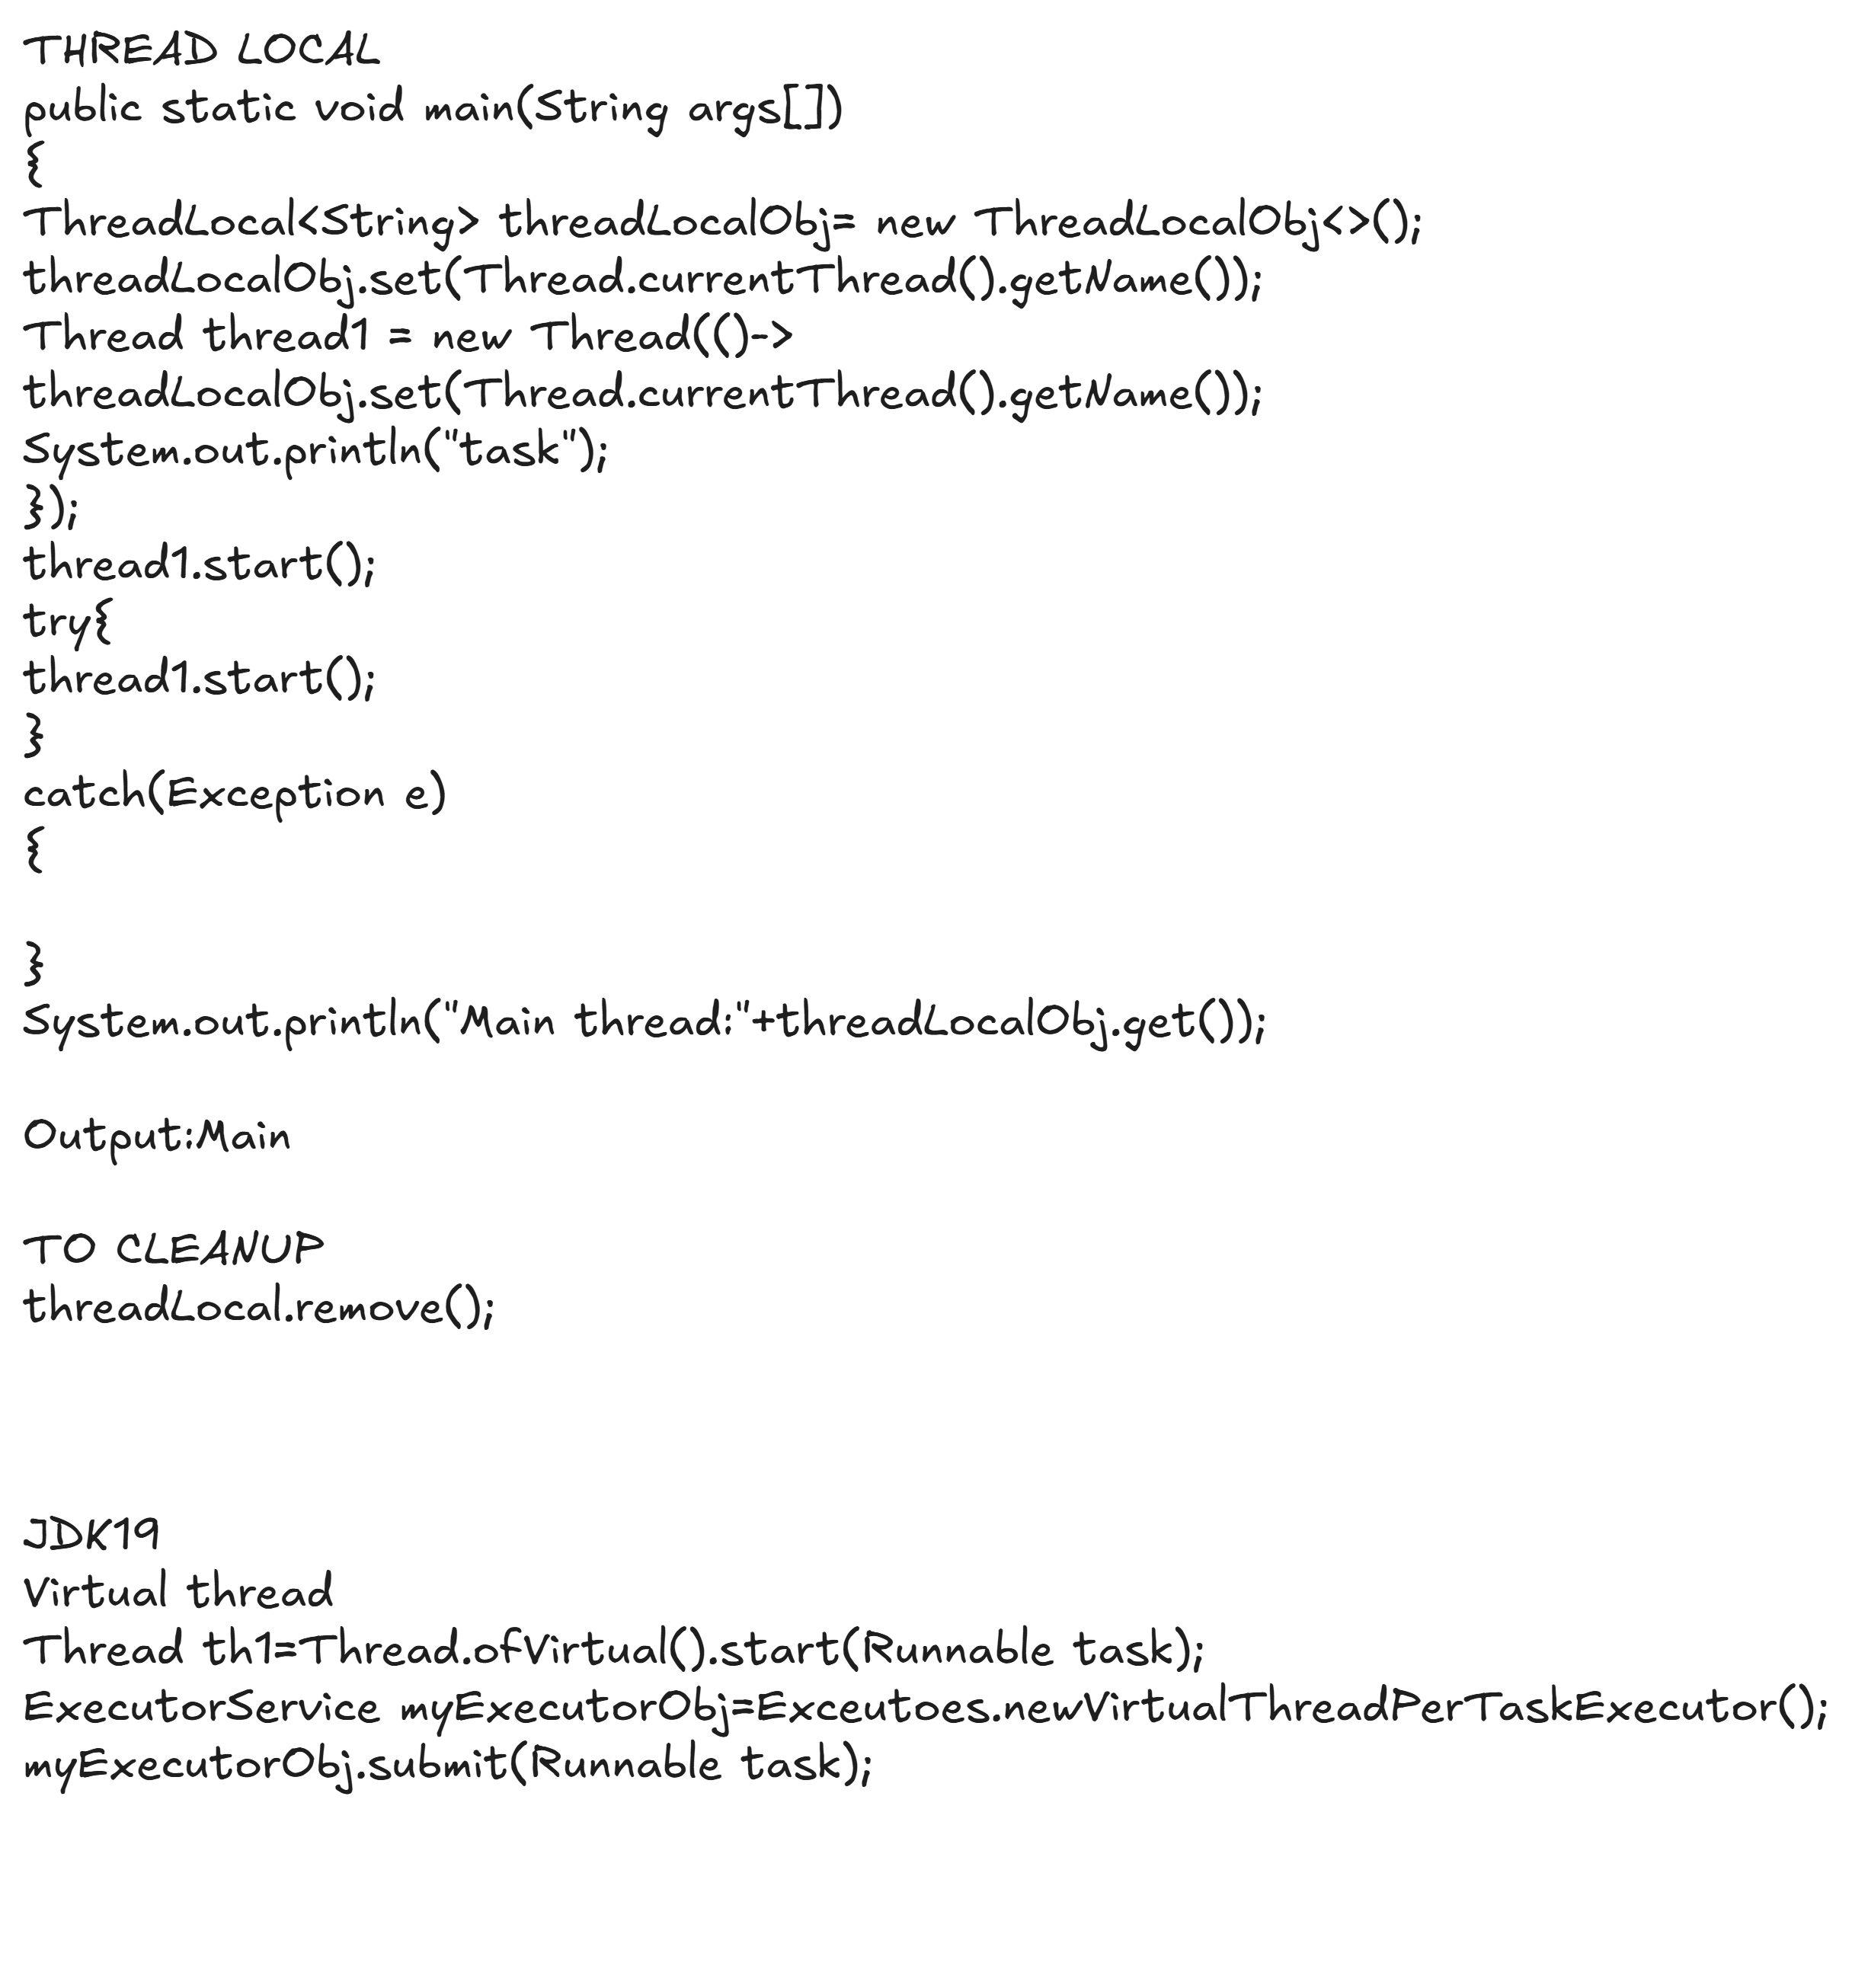 THREAD LOCAL
public static void main(String args[])
{
ThreadLocal<String> threadLocalObj= new ThreadLocalObj<>();
threadLocalObj.set(Thread.currentThread().getName());
Thread thread1 = new Thread(()->
threadLocalObj.set(Thread.currentThread().getName());
System.out.println("task");
});
thread1.start();
try{
thread1.start();
}
catch(Exception e)
{
}
System.out.println("Main thread:"+threadLocalObj.get());
Output:Main
TO CLEANUP
threadLocal.remove();
JDK19
Virtual thread
Thread th1=Thread.ofVirtual().start(Runnable task);
ExecutorService myExecutorObj=Exceutoes.newVirtualThreadPerTaskExecutor();
myExecutorObj.submit(Runnable task);